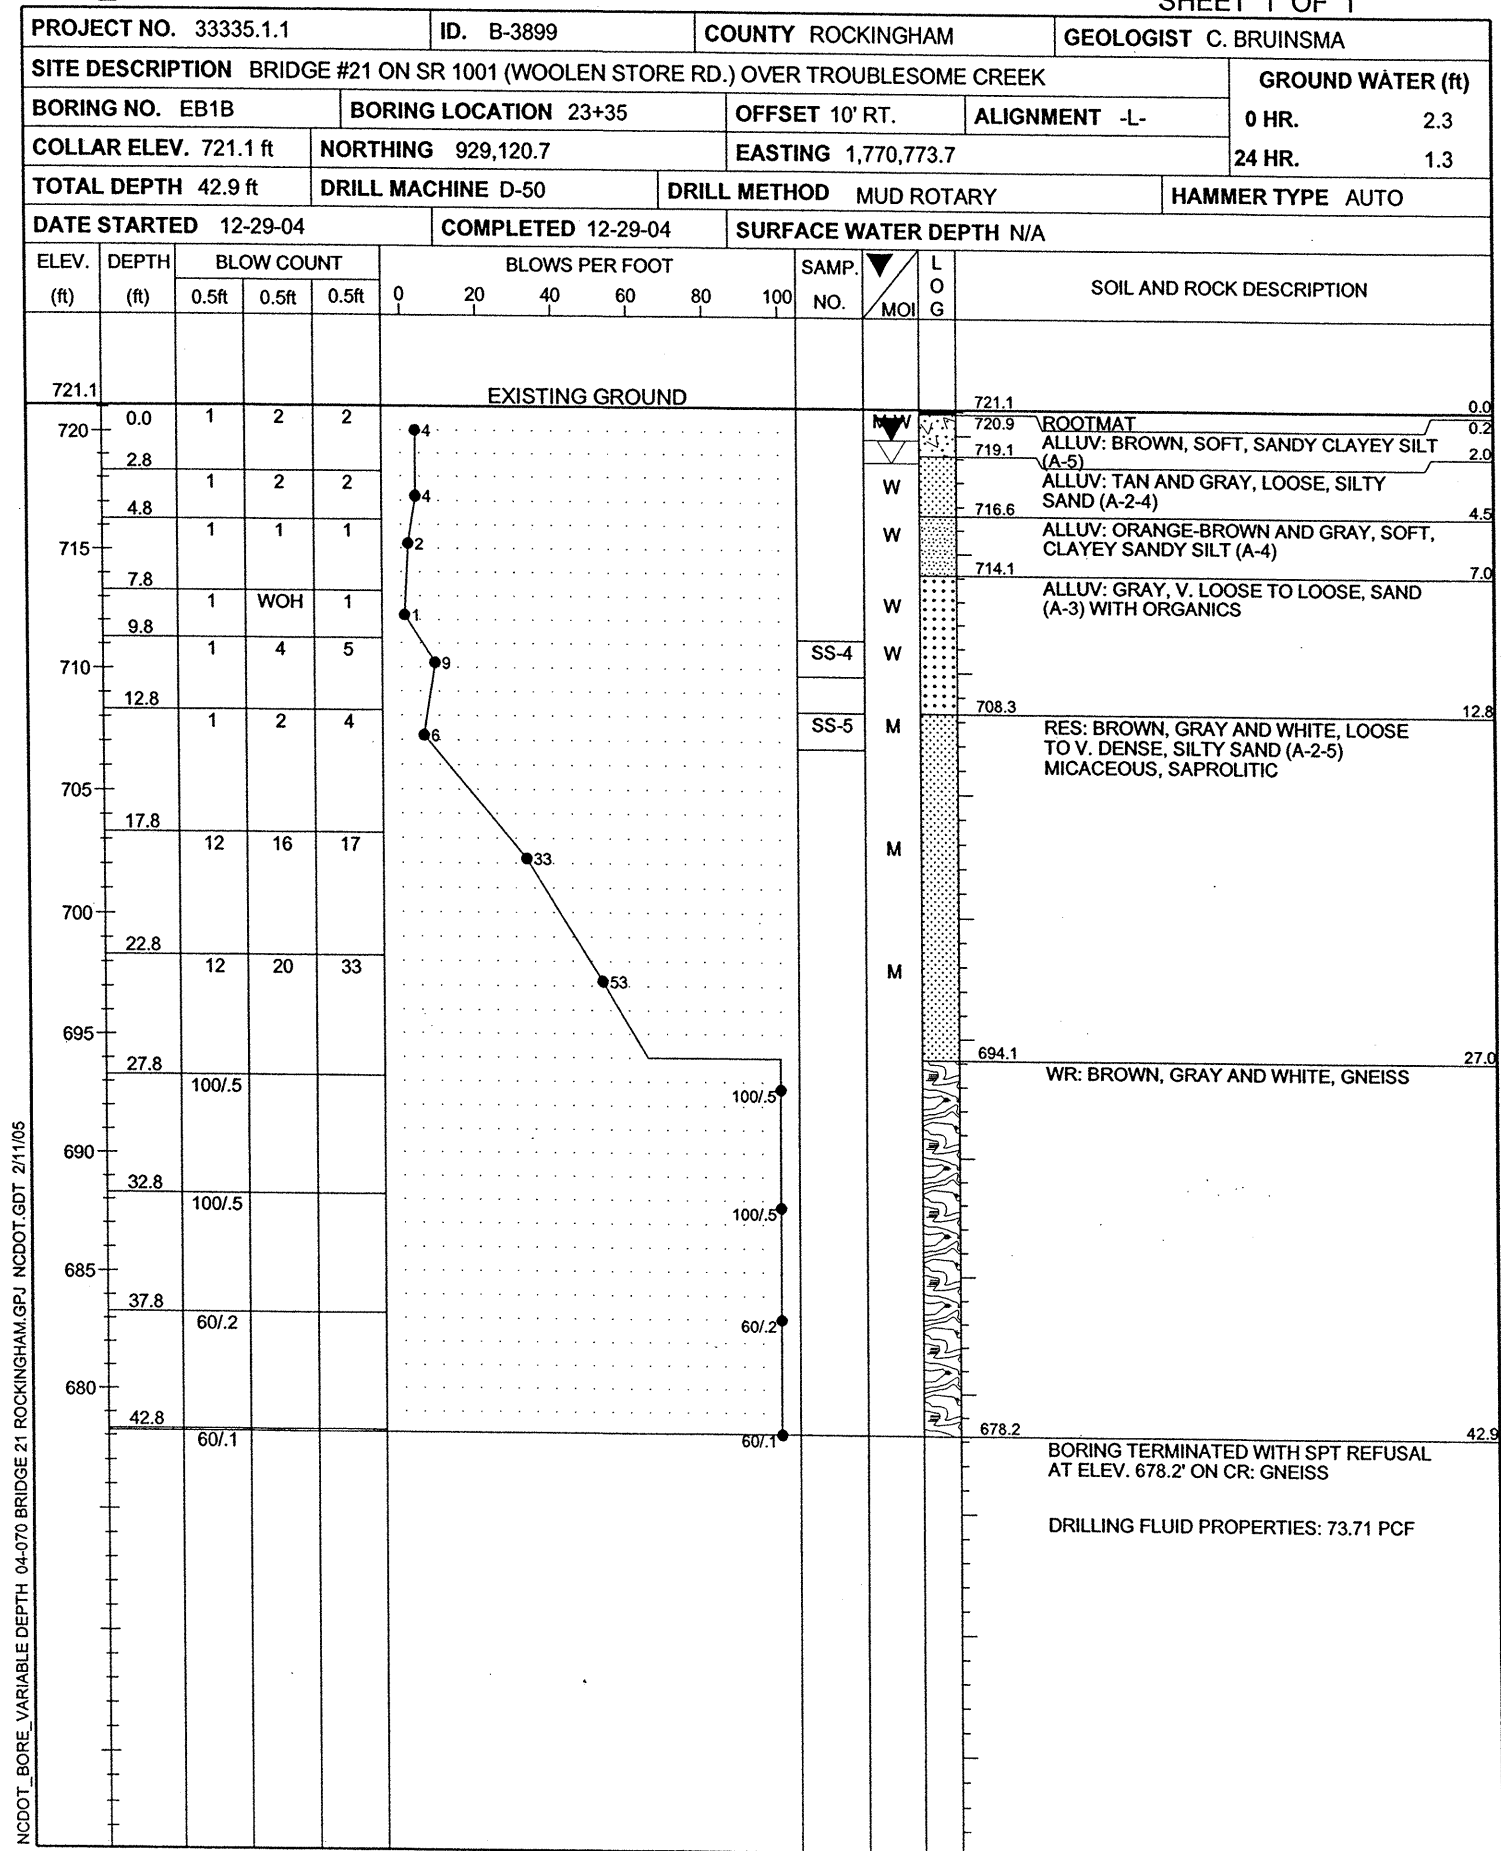 SHEET 1 OF 1
PROJECT NO. 33335.1.1 ID. B-3899 COUNTY ROCKINGHAM GEOLOGIST C. BRUINSMA
SITE DESCRIPTION BRIDGE #21 ON SR 1001 (WOOLEN STORE RD.) OVER TROUBLESOME CREEK GROUND WATER (ft)
BORING NO. EB1B BORING LOCATION 23+35 OFFSET 10' RT. ALIGNMENT -L- 0 HR. 2.3
COLLAR ELEV. 721.1 ft NORTHING 929,120.7 EASTING 1,770,773.7 24 HR. 1.3
TOTAL DEPTH 42.9 ft DRILL MACHINE D-50 DRILL METHOD MUD ROTARY HAMMER TYPE AUTO
DATE STARTED 12-29-04 COMPLETED 12-29-04 SURFACE WATER DEPTH N/A
ELEV. DEPTH BLOW COUNT BLOWS PER FOOT SAMP. L
(ft) (ft) 0.5ft 0.5ft 0.5ft 0 20 40 60 80 100 NO. MOI O SOIL AND ROCK DESCRIPTION
G
721.1 EXISTING GROUND
721.1 0.0
0.0 1 2 2 720.9 ROOTMAT 0.2
720 4 ALLUV: BROWN, SOFT, SANDY CLAYEY SILT
719.1 (A-5) 2.0
2.8 1 2 2 4 W ALLUV: TAN AND GRAY, LOOSE, SILTY
SAND (A-2-4)
716.6 4.5
4.8 1 1 1 W ALLUV: ORANGE-BROWN AND GRAY, SOFT,
715 2 CLAYEY SANDY SILT (A-4)
714.1 7.0
7.8 1 WOH 1 1 W ALLUV: GRAY, V. LOOSE TO LOOSE, SAND
(A-3) WITH ORGANICS
9.8 1 4 5 SS-4 W
710 9
708.3 12.8
12.8 1 2 4 6 SS-5 M RES: BROWN, GRAY AND WHITE, LOOSE
TO V. DENSE, SILTY SAND (A-2-5)
MICACEOUS, SAPROLITIC
705
17.8 12 16 17 33 M
700
22.8 12 20 33 53 M
695
694.1 27.0
27.8 100/.5 100/.5 WR: BROWN, GRAY AND WHITE, GNEISS
690
32.8 100/.5 100/.5
685
37.8 60/.2 60/.2
680
42.8 60/.1 60/.1 678.2 42.9
BORING TERMINATED WITH SPT REFUSAL
AT ELEV. 678.2' ON CR: GNEISS
DRILLING FLUID PROPERTIES: 73.71 PCF
NCDOT_BORE_VARIABLE DEPTH 04-070 BRIDGE 21 ROCKINGHAM.GPJ NCDOT.GDT 2/11/05